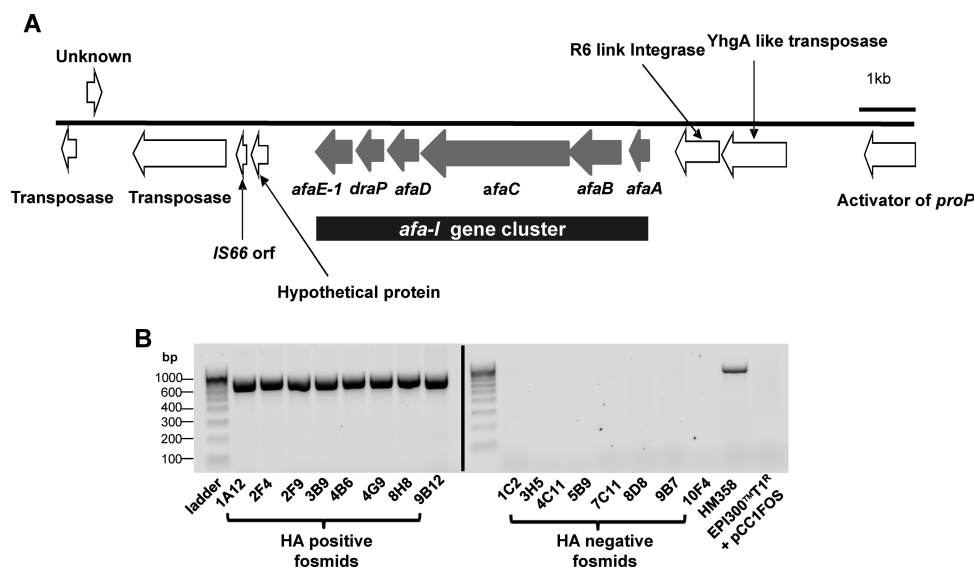 A
Unknown
R6 link Integrase
YhgA like transposase
1kb
Transposase
Transposase
afaE-1
draP
afaD
afaC
afaB
afaA
Activator of proP
afa-I gene cluster
IS66 orf
Hypothetical protein
B
bp
1000
600
400
300
200
100
ladder
1A12
2F4
2F9
3B9
4B6
4G9
8H8
9B12
1C2
3H5
4C11
5B9
7C11
8D8
9B7
10F4
HM358
EPI300™T1ᴿ
+ pCC1FOS
HA positive
fosmids
HA negative
fosmids